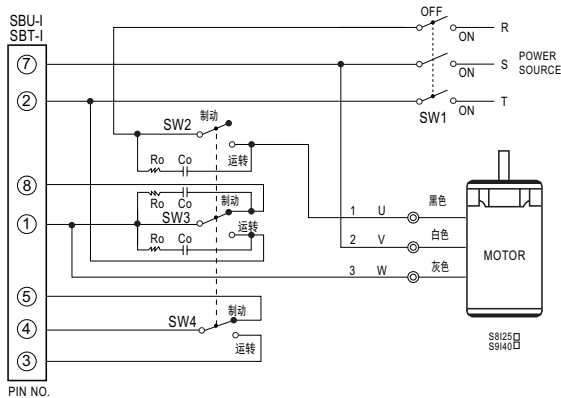 SBU-I
SBT-I
OFF
R
ON
7
S
POWER
SOURCE
ON
2
T
SW1
ON
制动
SW2
运转
Ro Co
8
Ro Co
制动
SW3
1
运转
Ro Co
1 U 黑色
2 V 白色
3 W 灰色
MOTOR
5
制动
4
SW4
运转
3
S8I25□
S9I40□
PIN NO.